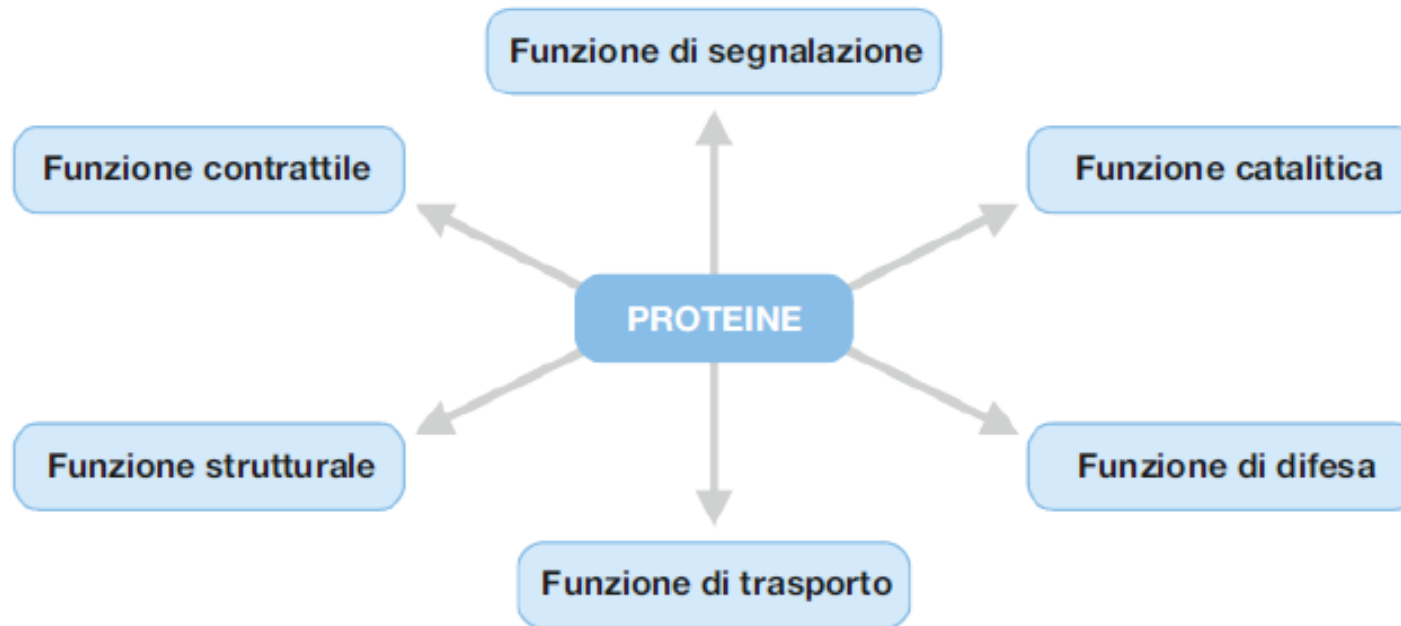 Funzione di segnalazione
Funzione contrattile
Funzione catalitica
PROTEINE
Funzione strutturale
Funzione di difesa
Funzione di trasporto